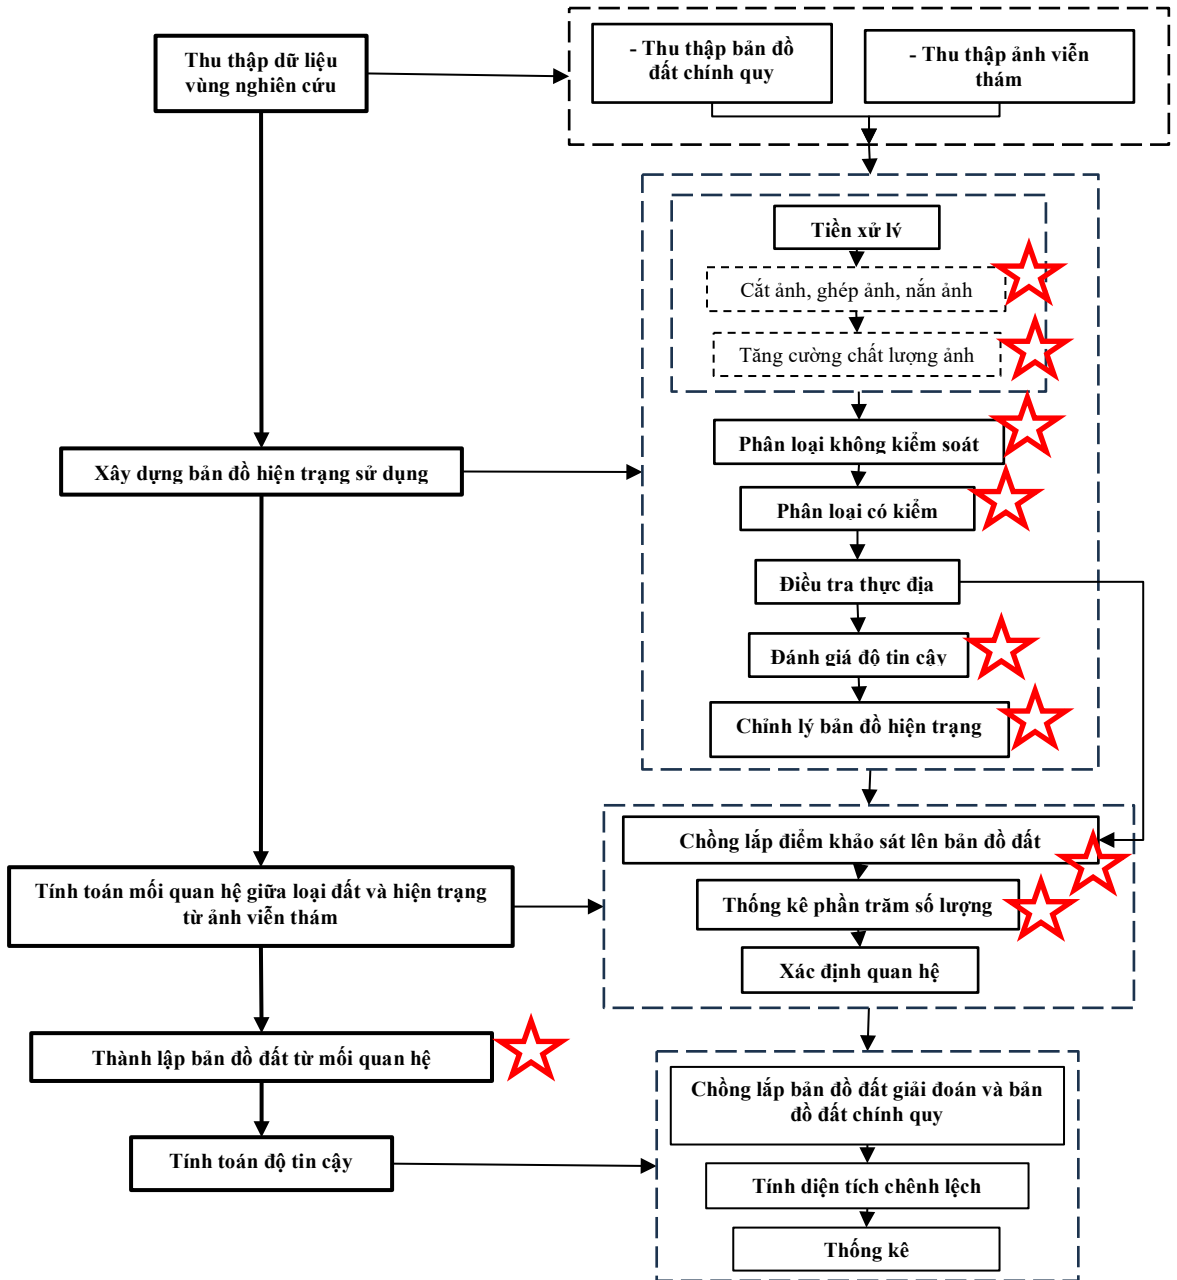 Thu thập dữ liệu
vùng nghiên cứu
- Thu thập bản đồ
đất chính quy
- Thu thập ảnh viễn
thám
Tiền xử lý
Cắt ảnh, ghép ảnh, nắn ảnh
Tăng cường chất lượng ảnh
Phân loại không kiểm soát
Xây dựng bản đồ hiện trạng sử dụng
Phân loại có kiểm
Điều tra thực địa
Đánh giá độ tin cậy
Chỉnh lý bản đồ hiện trạng
Chồng lắp điểm khảo sát lên bản đồ đất
Tính toán mối quan hệ giữa loại đất và hiện trạng
từ ảnh viễn thám
Thống kê phần trăm số lượng
Xác định quan hệ
Thành lập bản đồ đất từ mối quan hệ
Chồng lắp bản đồ đất giải đoán và bản
đồ đất chính quy
Tính toán độ tin cậy
Tính diện tích chênh lệch
Thống kê